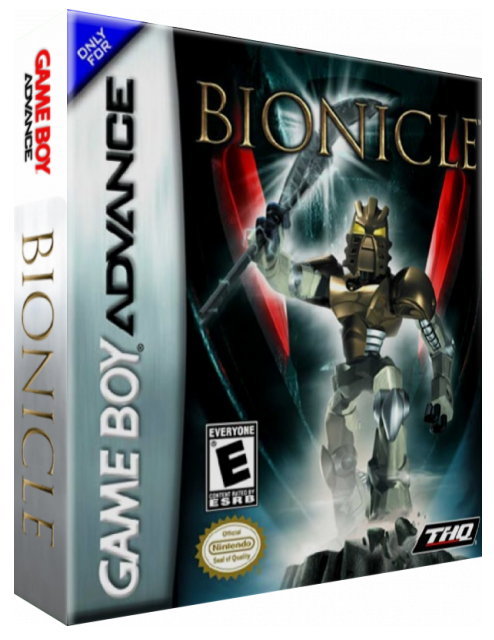 GAME BOY
ADVANCE
BIONICLE
ONLY
FOR
GAME BOY ADVANCE
BIONICLE
EVERYONE
E
CONTENT RATED BY
ESRB
Official
Nintendo
Seal of Quality
THQ